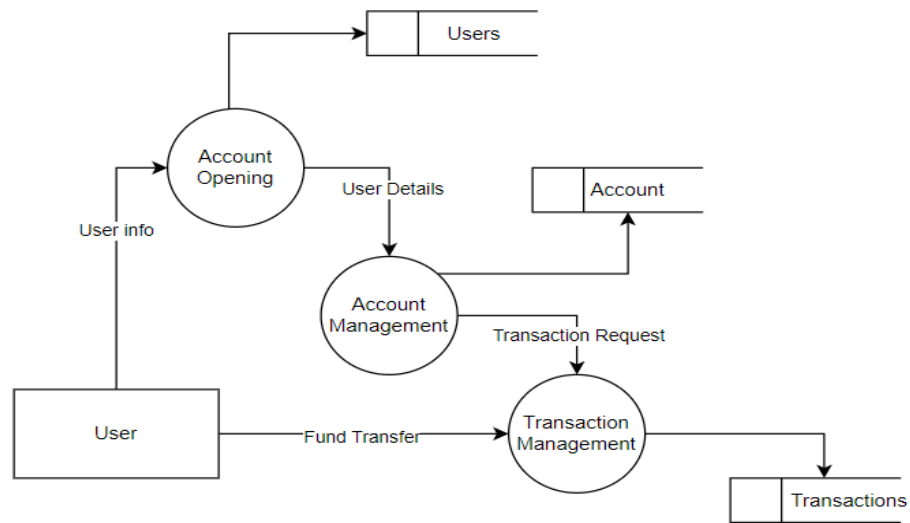 Users
Account
Opening
User Details
Account
User info
Account
Management
Transaction Request
User
Fund Transfer
Transaction
Management
Transactions